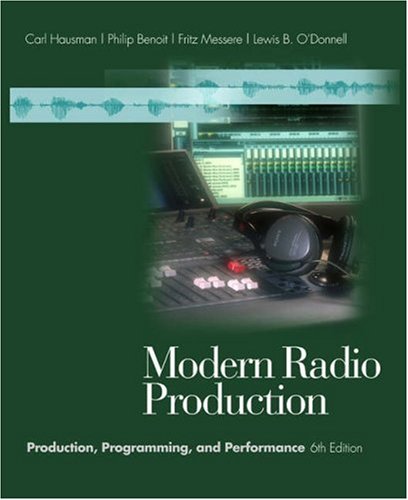 Carl Hausman | Philip Benoit | Fritz Messere | Lewis B. O'Donnell
Modern Radio
Production
Production, Programming, and Performance 6th Edition